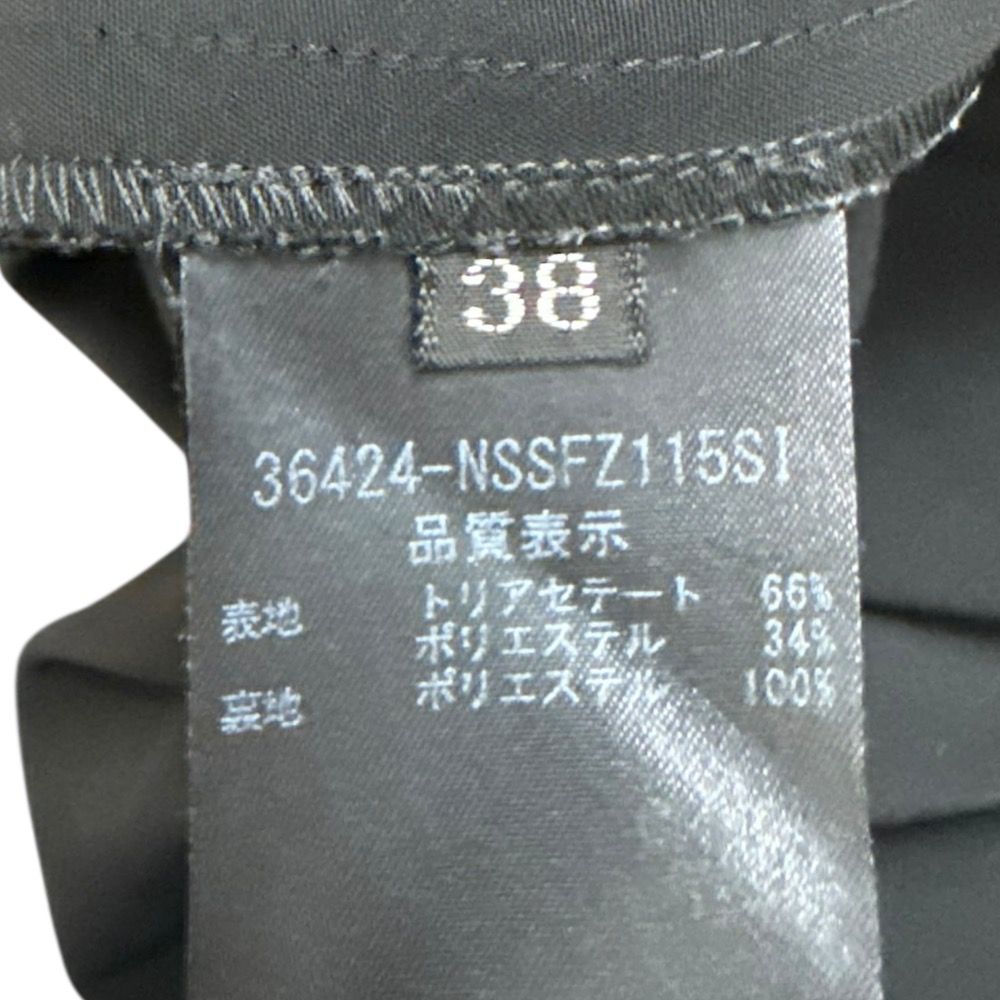 38
36424-NSSFZ115SI
品質表示
表地 トリアセテート 66%
ポリエステル 34%
裏地 ポリエステル 100%